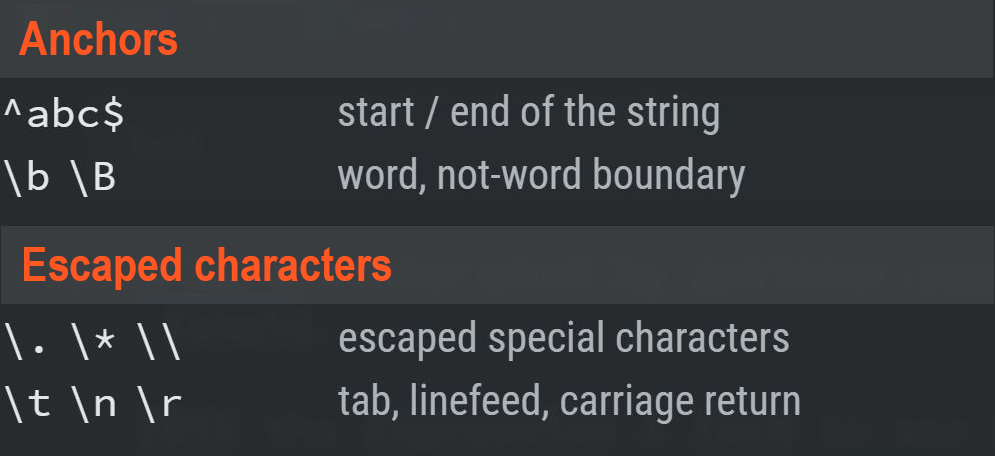 Anchors
^abc$ start / end of the string
\b \B word, not-word boundary
Escaped characters
\. \* \\ escaped special characters
\t \n \r tab, linefeed, carriage return